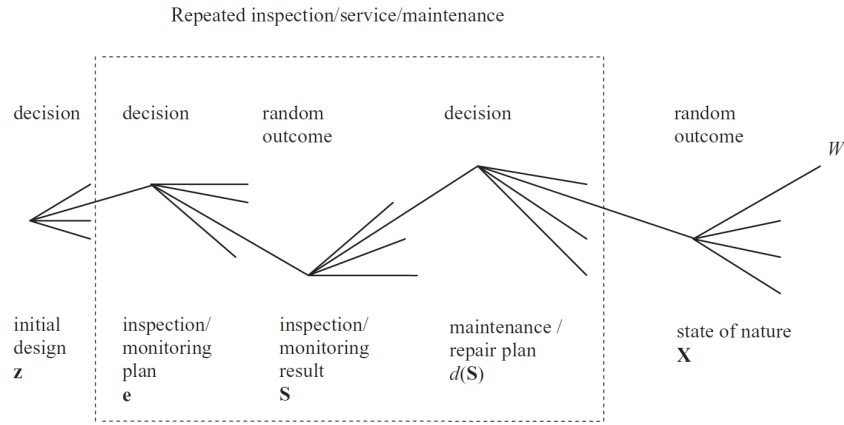 Repeated inspection/service/maintenance
decision
decision
random
outcome
decision
random
outcome
W
initial
design
z
inspection/
monitoring
plan
e
inspection/
monitoring
result
S
maintenance /
repair plan
d(S)
state of nature
X